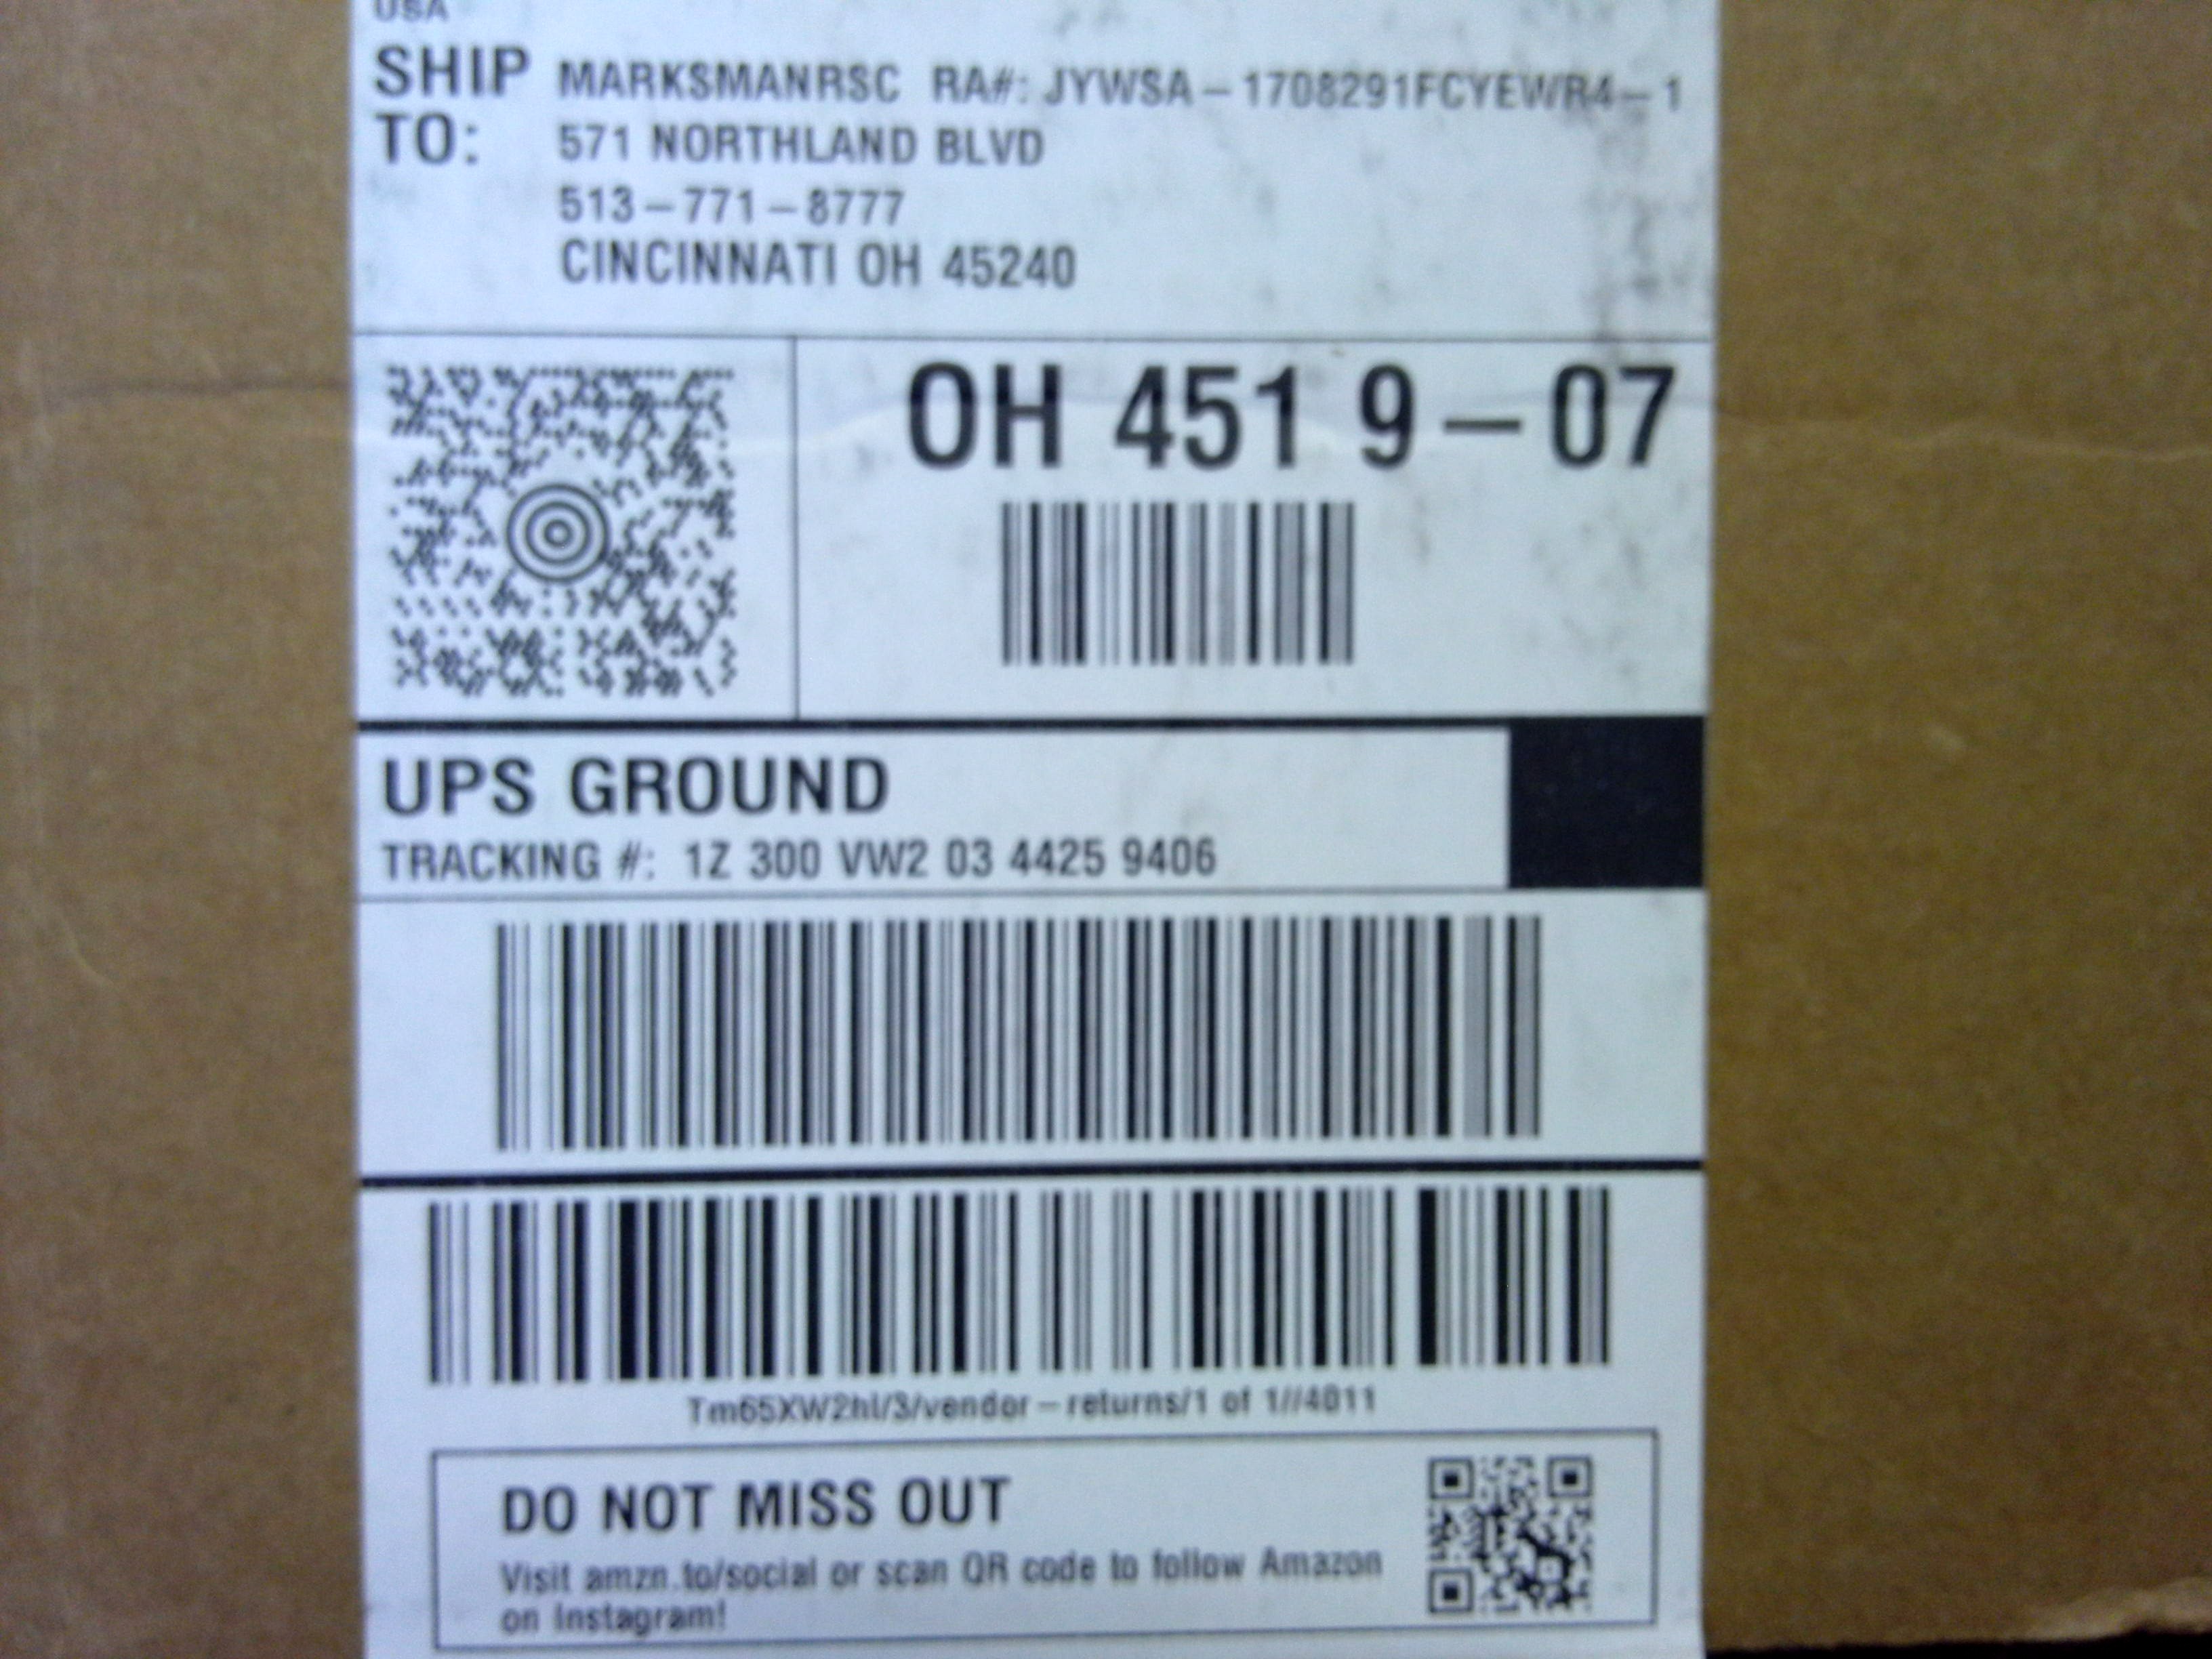 USA
SHIP TO:
MARKSMANRSC RA#: JYWSA-1708291FCYEWR4-1
571 NORTHLAND BLVD
513-771-8777
CINCINNATI OH 45240
OH 451 9-07
UPS GROUND
TRACKING #: 1Z 300 VW2 03 4425 9406
Tm65XW2hl/3/vendor-returns/1 of 1//4011
DO NOT MISS OUT
Visit amzn.to/social or scan QR code to follow Amazon
on Instagram!